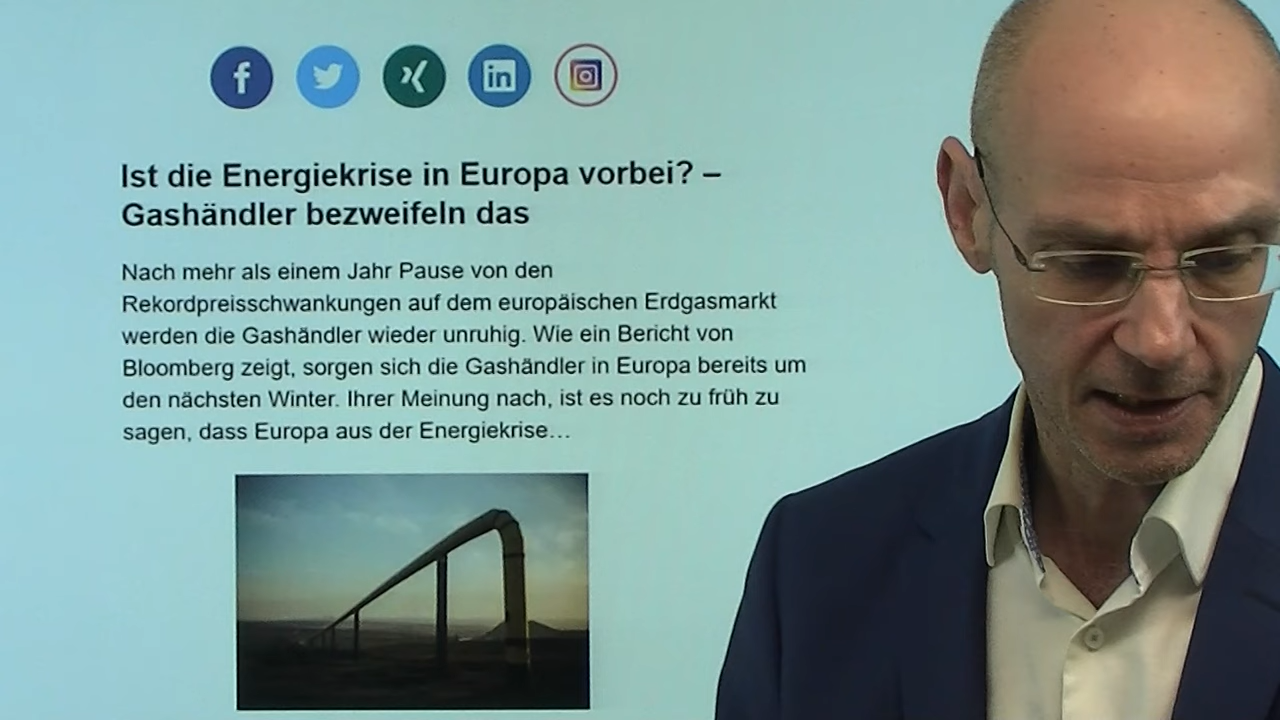 Ist die Energiekrise in Europa vorbei? –
Gashändler bezweifeln das
Nach mehr als einem Jahr Pause von den
Rekordpreisschwankungen auf dem europäischen Erdgasmarkt
werden die Gashändler wieder unruhig. Wie ein Bericht von
Bloomberg zeigt, sorgen sich die Gashändler in Europa bereits um
den nächsten Winter. Ihrer Meinung nach, ist es noch zu früh zu
sagen, dass Europa aus der Energiekrise…